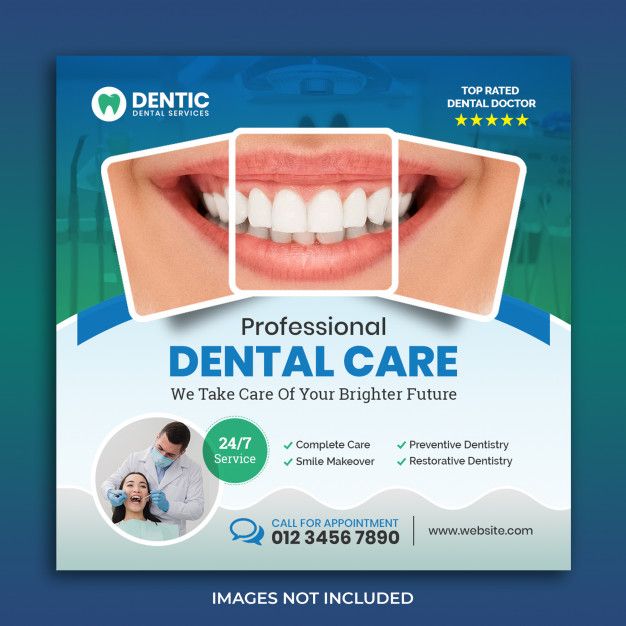 DENTIC
DENTAL SERVICES
TOP RATED
DENTAL DOCTOR
Professional
DENTAL CARE
We Take Care Of Your Brighter Future
24/7
Service
Complete Care
Smile Makeover
Preventive Dentistry
Restorative Dentistry
CALL FOR APPOINTMENT
012 3456 7890
www.website.com
IMAGES NOT INCLUDED